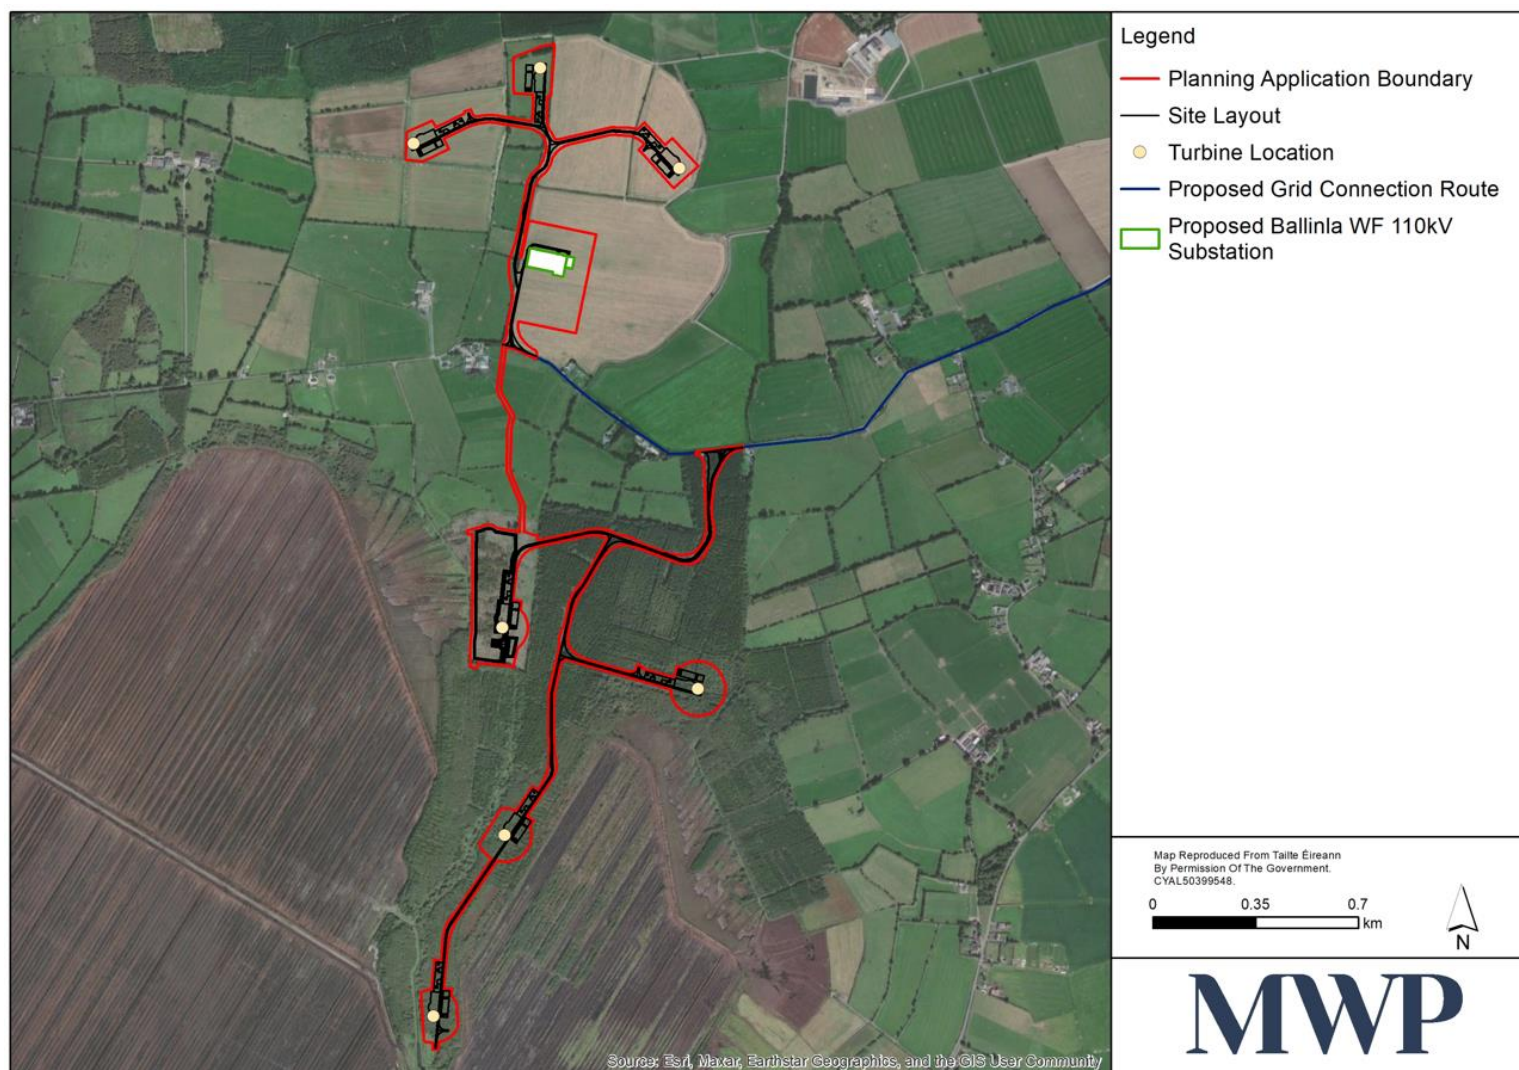 Legend
Planning Application Boundary
Site Layout
Turbine Location
Proposed Grid Connection Route
Proposed Ballinla WF 110kV
Substation
Map Reproduced From Tailte Éireann
By Permission Of The Government.
CYAL50399548.
0 0.35 0.7
km
N
MWP
Source: Esri, Maxar, Earthstar Geographics, and the GIS User Community